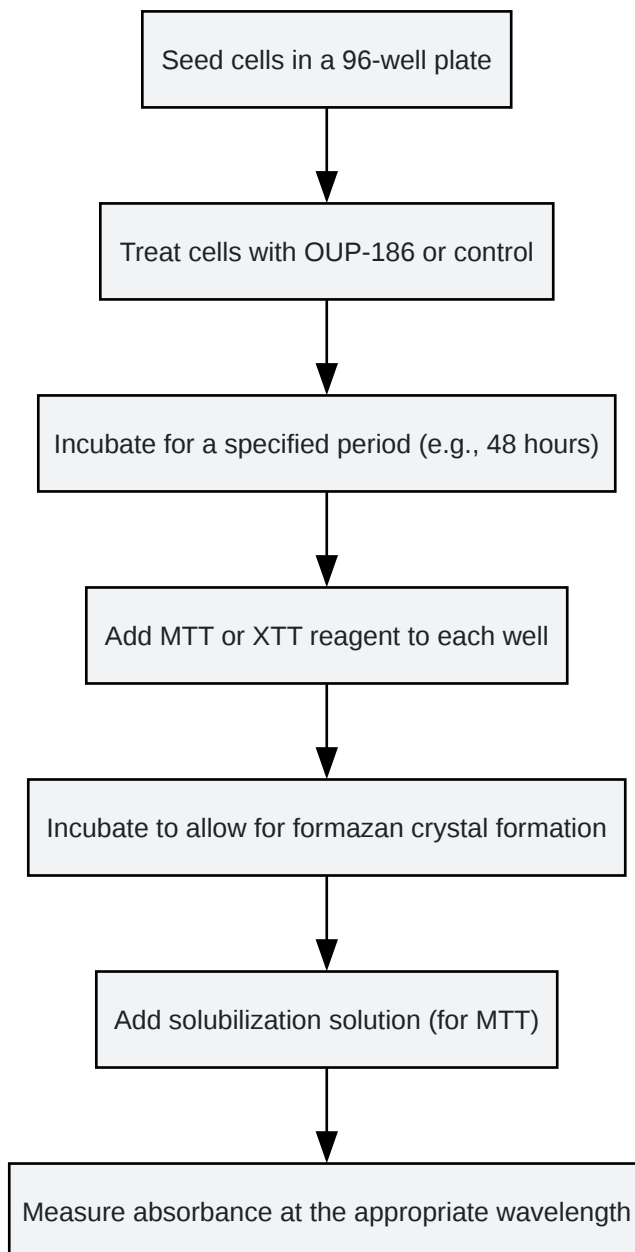 Seed cells in a 96-well plate
Treat cells with OUP-186 or control
Incubate for a specified period (e.g., 48 hours)
Add MTT or XTT reagent to each well
Incubate to allow for formazan crystal formation
Add solubilization solution (for MTT)
Measure absorbance at the appropriate wavelength